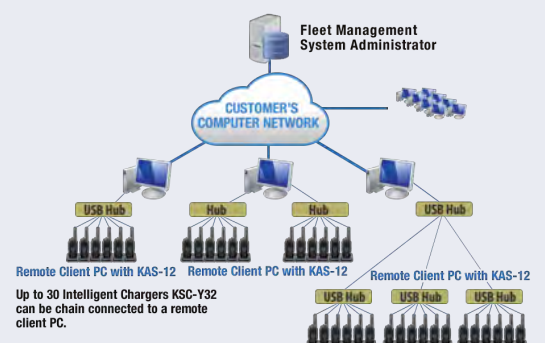 Fleet Management
System Administrator
CUSTOMER'S
COMPUTER NETWORK
USB Hub
Hub
Hub
USB Hub
Remote Client PC with KAS-12
Remote Client PC with KAS-12
Remote Client PC with KAS-12
Up to 30 Intelligent Chargers KSC-Y32
can be chain connected to a remote
client PC.
USB Hub
USB Hub
USB Hub